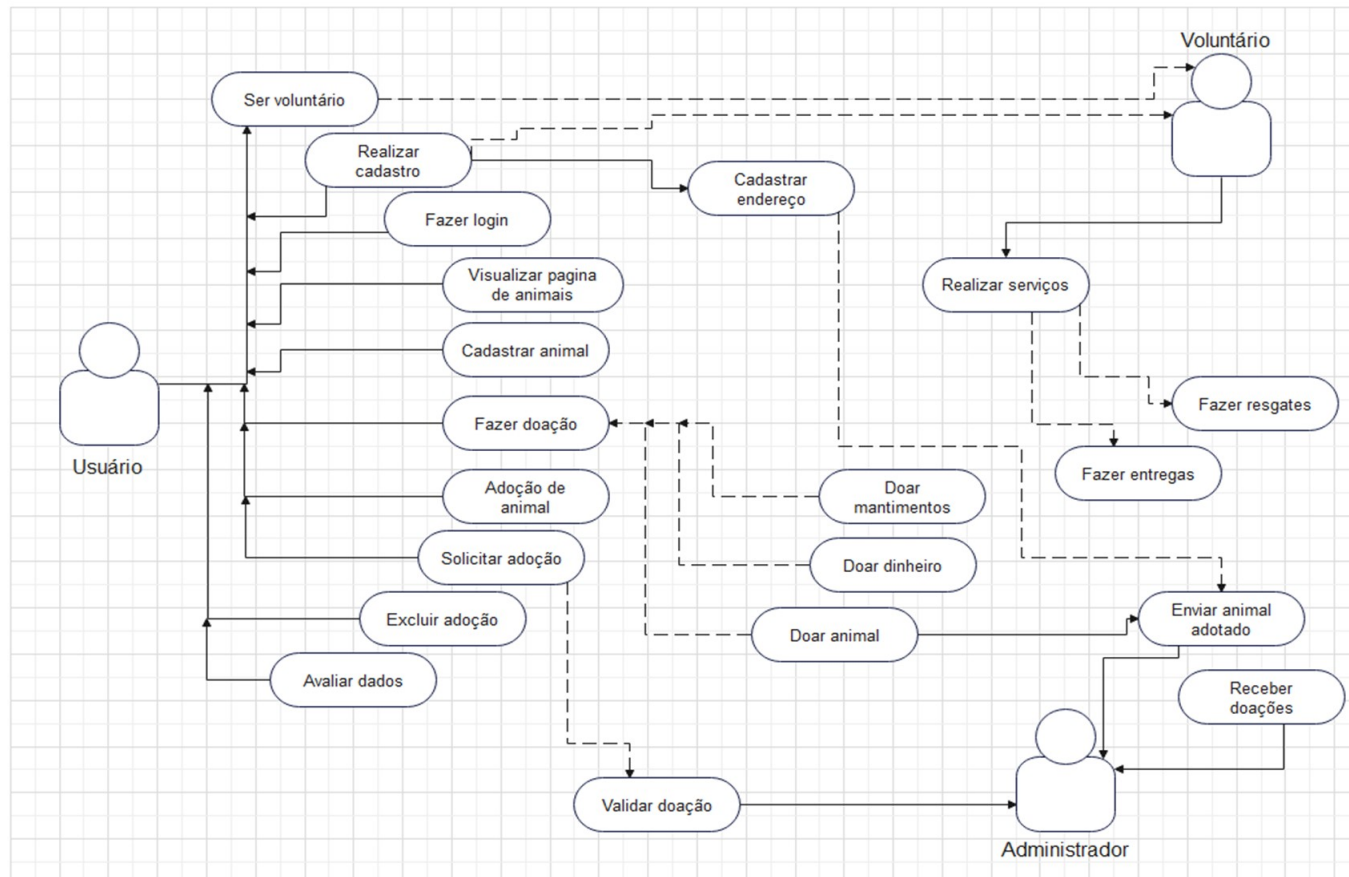 Voluntário
Ser voluntário
Realizar
cadastro
Cadastrar
endereço
Fazer login
Visualizar pagina
de animais
Realizar serviços
Cadastrar animal
Fazer resgates
Fazer doação
Usuário
Fazer entregas
Adoção de
animal
Doar
mantimentos
Solicitar adoção
Doar dinheiro
Excluir adoção
Doar animal
Enviar animal
adotado
Avaliar dados
Receber
doações
Validar doação
Administrador